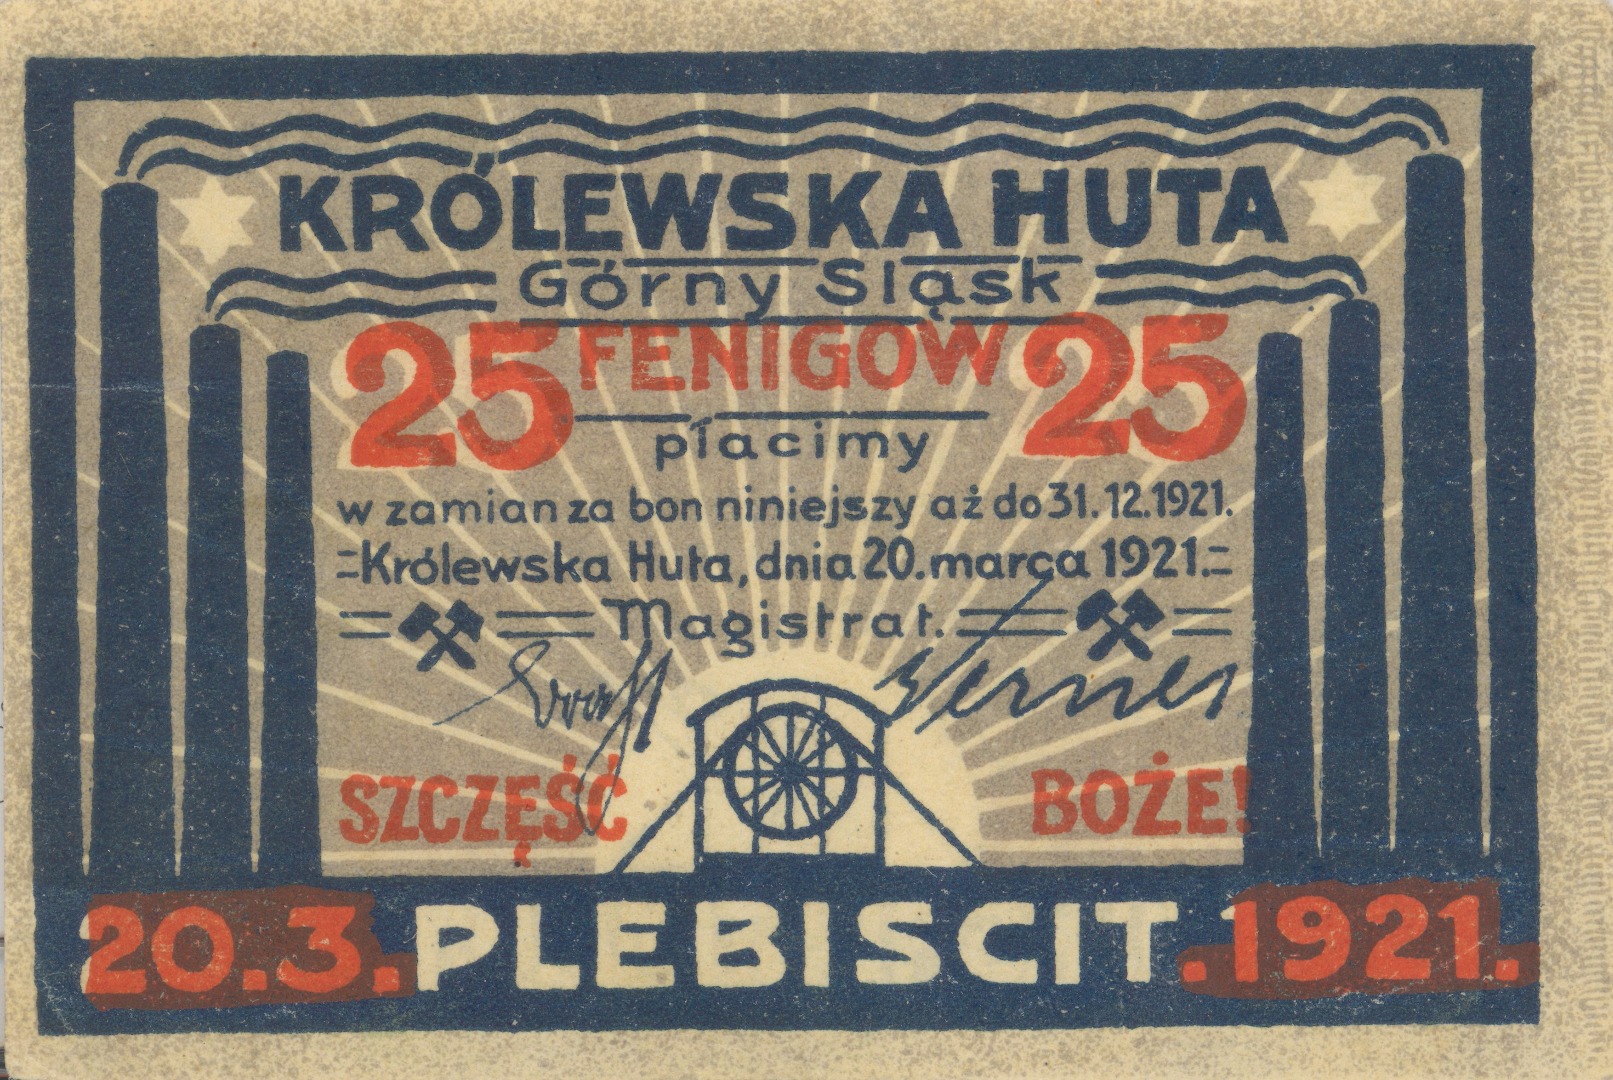 KRÓLEWSKA HUTA
Górny Sląsk
25 FENIGOW 25
płacimy
w zamian za bon niniejszy aż do 31.12.1921.
=Królewska Huta, dnia 20. marca 1921.=
Magistrat.
SZCZĘŚĆ BOŻE!
20.3. PLEBISCIT .1921.